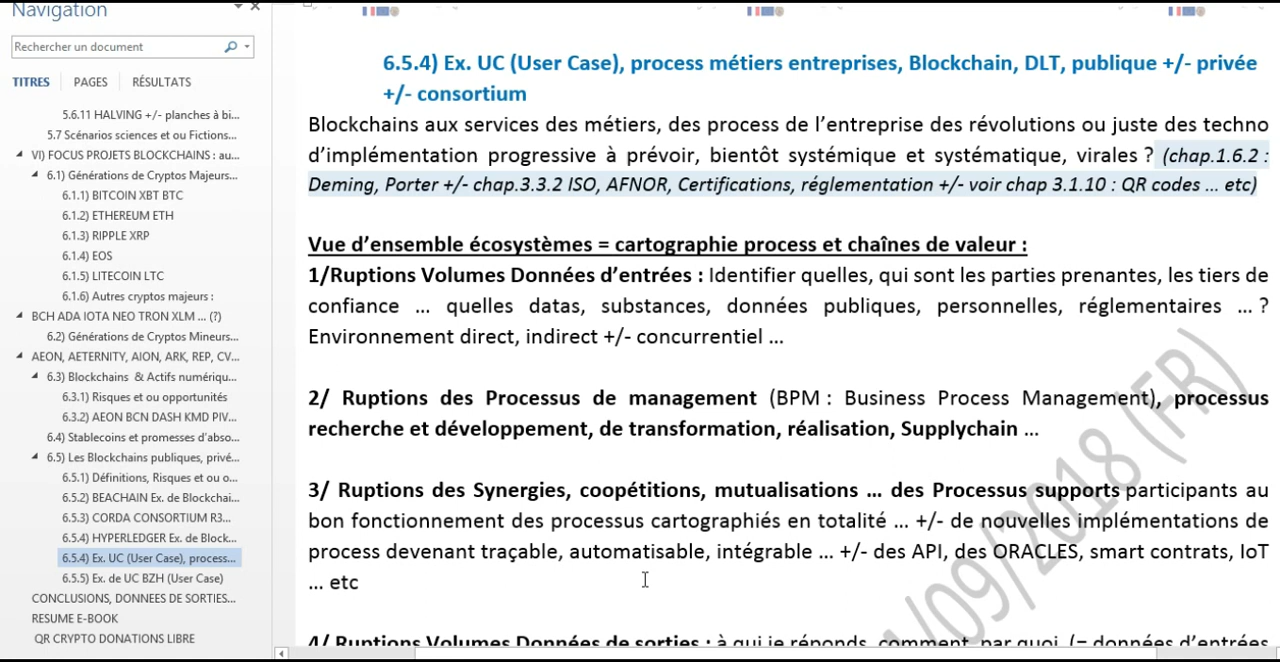 Navigation
Rechercher un document
TITRES PAGES RÉSULTATS
5.6.11 HALVING +/- planches à bi...
5.7 Scénarios sciences et ou Fictions...
VI) FOCUS PROJETS BLOCKCHAINS : au...
6.1) Générations de Cryptos Majeurs...
6.1.1) BITCOIN XBT BTC
6.1.2) ETHEREUM ETH
6.1.3) RIPPLE XRP
6.1.4) EOS
6.1.5) LITECOIN LTC
6.1.6) Autres cryptos majeurs :
BCH ADA IOTA NEO TRON XLM ... (?)
6.2) Générations de Cryptos Mineurs...
AEON, AETERNITY, AION, ARK, REP, CV...
6.3) Blockchains & Actifs numériqu...
6.3.1) Risques et ou opportunités
6.3.2) AEON BCN DASH KMD PIV...
6.4) Stablecoins et promesses d'abso...
6.5) Les Blockchains publiques, privé...
6.5.1) Définitions, Risques et ou o...
6.5.2) BEACHAIN Ex. de Blockchai...
6.5.3) CORDA CONSORTIUM R3...
6.5.4) HYPERLEDGER Ex. de Block...
6.5.4) Ex. UC (User Case), process...
6.5.5) Ex. de UC BZH (User Case)
CONCLUSIONS, DONNEES DE SORTIES...
RESUME E-BOOK
QR CRYPTO DONATIONS LIBRE
6.5.4) Ex. UC (User Case), process métiers entreprises, Blockchain, DLT, publique +/- privée
+/- consortium
Blockchains aux services des métiers, des process de l'entreprise des révolutions ou juste des techno
d'implémentation progressive à prévoir, bientôt systémique et systématique, virales ? (chap.1.6.2 :
Deming, Porter +/- chap.3.3.2 ISO, AFNOR, Certifications, réglementation +/- voir chap 3.1.10 : QR codes ... etc)
Vue d'ensemble écosystèmes = cartographie process et chaînes de valeur :
1/Ruptions Volumes Données d'entrées : Identifier quelles, qui sont les parties prenantes, les tiers de
confiance ... quelles datas, substances, données publiques, personnelles, réglementaires ... ?
Environnement direct, indirect +/- concurrentiel ...
2/ Ruptions des Processus de management (BPM : Business Process Management), processus
recherche et développement, de transformation, réalisation, Supplychain ...
3/ Ruptions des Synergies, coopétitions, mutualisations ... des Processus supports participants au
bon fonctionnement des processus cartographiés en totalité ... +/- de nouvelles implémentations de
process devenant traçable, automatisable, intégrable ... +/- des API, des ORACLES, smart contrats, IoT
... etc
4/ Ruptions Volumes Données de sorties : à qui je réponds, comment, par quoi (= données d'entrées
/09/2018 (FR)